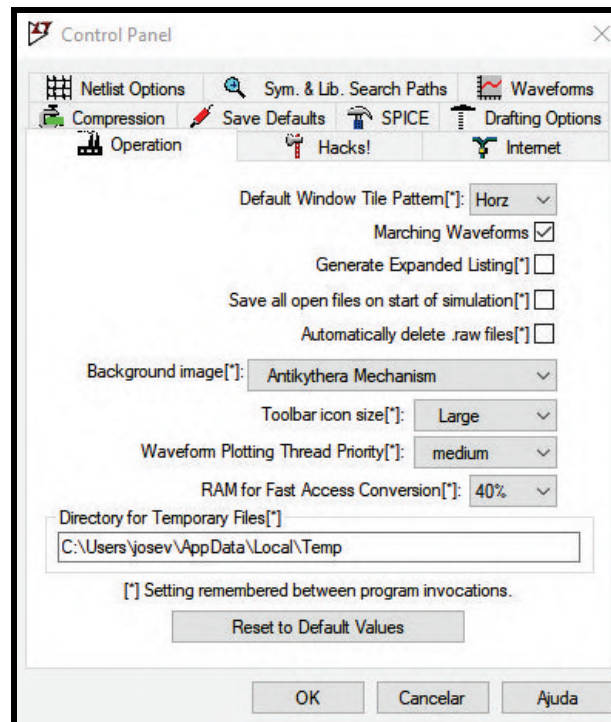 Control Panel
Netlist Options Sym. & Lib. Search Paths Waveforms
Compression Save Defaults SPICE Drafting Options
Operation Hacks! Internet
Default Window Tile Pattern[*]: Horz
Marching Waveforms
Generate Expanded Listing[*]
Save all open files on start of simulation[*]
Automatically delete .raw files[*]
Background image[*]: Antikythera Mechanism
Toolbar icon size[*]: Large
Waveform Plotting Thread Priority[*]: medium
RAM for Fast Access Conversion[*]: 40%
Directory for Temporary Files[*]
C:\Users\josev\AppData\Local\Temp
[*] Setting remembered between program invocations.
Reset to Default Values
OK Cancelar Ajuda